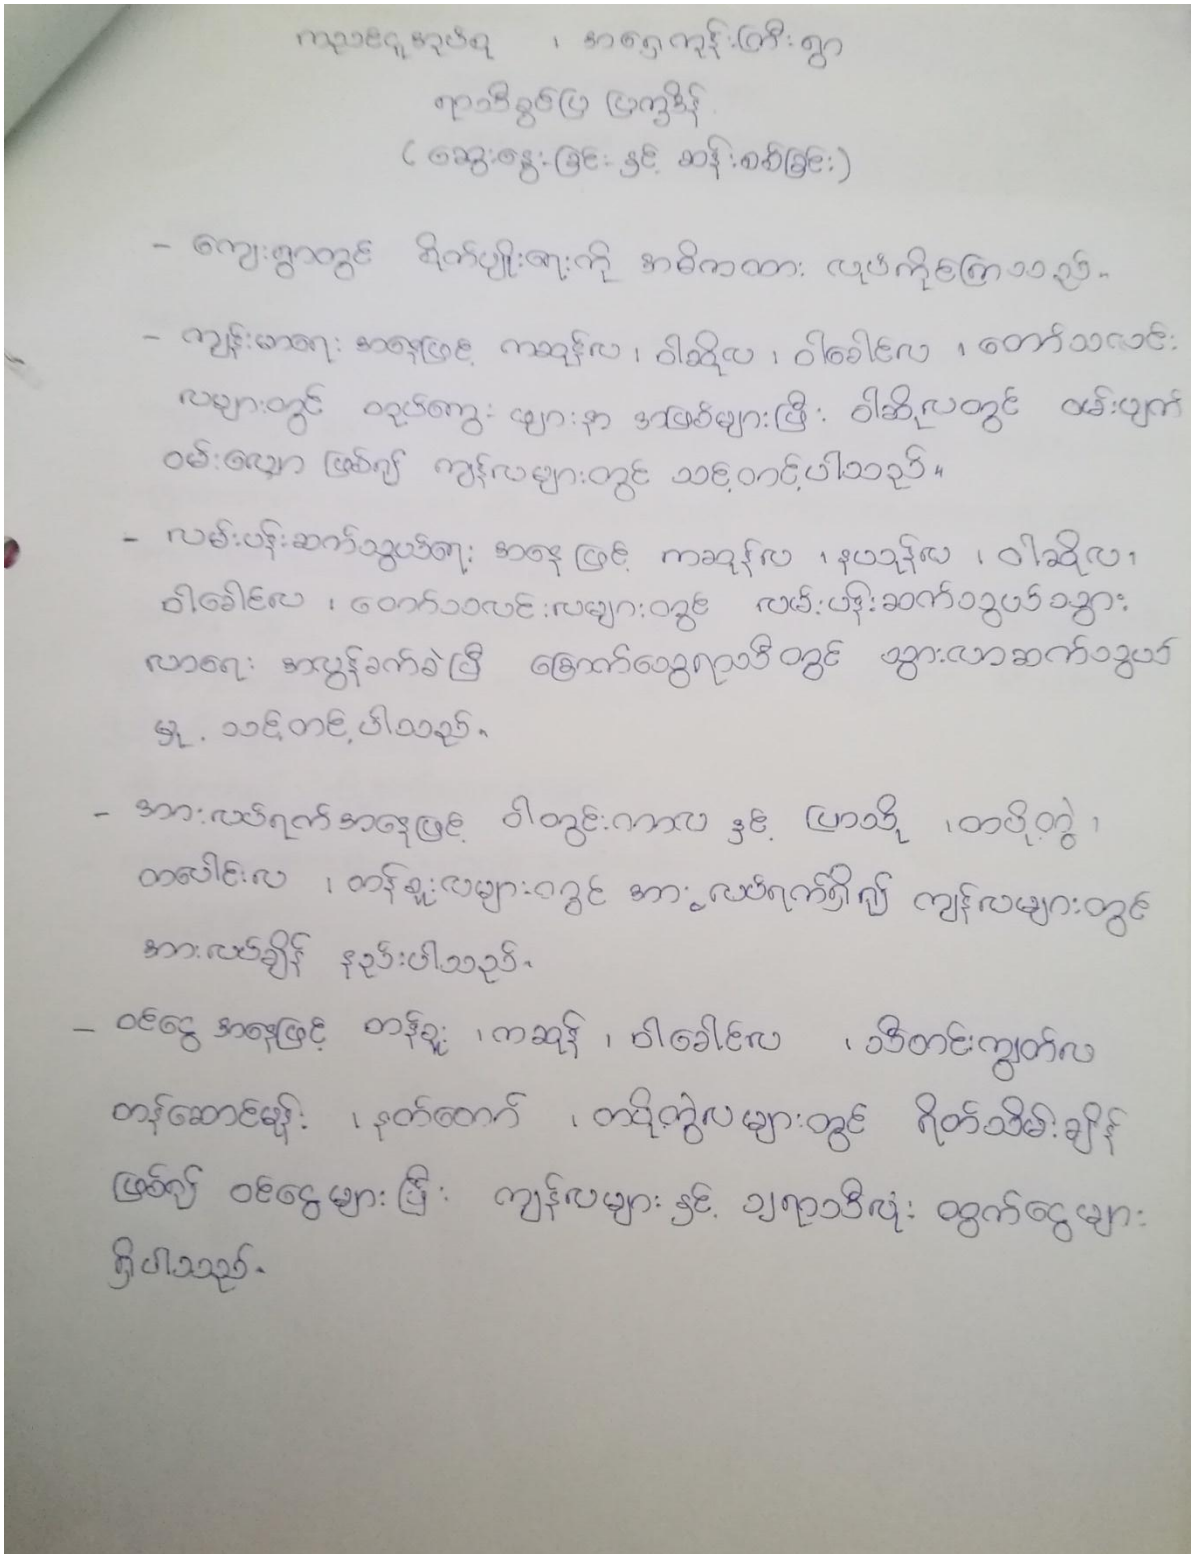 ကုသငူအုပ်စု ၊ အရှေ့ကုန်းကြီးရွာ
ရာသီခွင်ပြ ပြက္ခဒိန်
( ဆွေးနွေးခြင်း နှင့် ဆန်းစစ်ခြင်း )
- ကျေးရွာတွင် စိုက်ပျိုးရေးကို အဓိကထား လုပ်ကိုင်ကြသည်။
- ကျန်းမာရေး အနေဖြင့် ကဆုန်လ ၊ ဝါဆိုလ ၊ ဝါခေါင်လ ၊ တော်သလင်း
လများတွင် တုပ်ကွေး ဖျားနာ အဖြစ်များပြီး ဝါဆိုလတွင် ဝမ်းပျက်
ဝမ်းလျှော ဖြစ်၍ ကျန်လများတွင် သင့်တင့်ပါသည်။
- လမ်းပန်းဆက်သွယ်ရေး အနေဖြင့် ကဆုန်လ ၊ နယုန်လ ၊ ဝါဆိုလ ၊
ဝါခေါင်လ ၊ တော်သလင်းလများတွင် လမ်းပန်းဆက်သွယ်သွား
လာရေး အလွန်ခက်ခဲပြီး ခြောက်သွေ့ရာသီတွင် သွားလာဆက်သွယ်
မှု သင့်တင့်ပါသည်။
- အားလပ်ရက်အနေဖြင့် ဝါတွင်းကာလ နှင့် ပြာသို ၊ တပို့တွဲ ၊
တပေါင်းလ ၊ တန်ခူးလများတွင် အားလပ်ရက်ရှိ၍ ကျန်လများတွင်
အားလပ်ချိန် နည်းပါသည်။
- ဝင်ငွေ အနေဖြင့် တန်ခူး ၊ ကဆုန် ၊ ဝါခေါင်လ ၊ သီတင်းကျွတ်လ
တန်ဆောင်မုန်း ၊ နတ်တော် ၊ တပို့တွဲလများတွင် ရိတ်သိမ်းချိန်
ဖြစ်၍ ဝင်ငွေများပြီး ကျန်လများ နှင့် ၃ရာသီလုံး ထွက်ငွေများ
ရှိပါသည်။